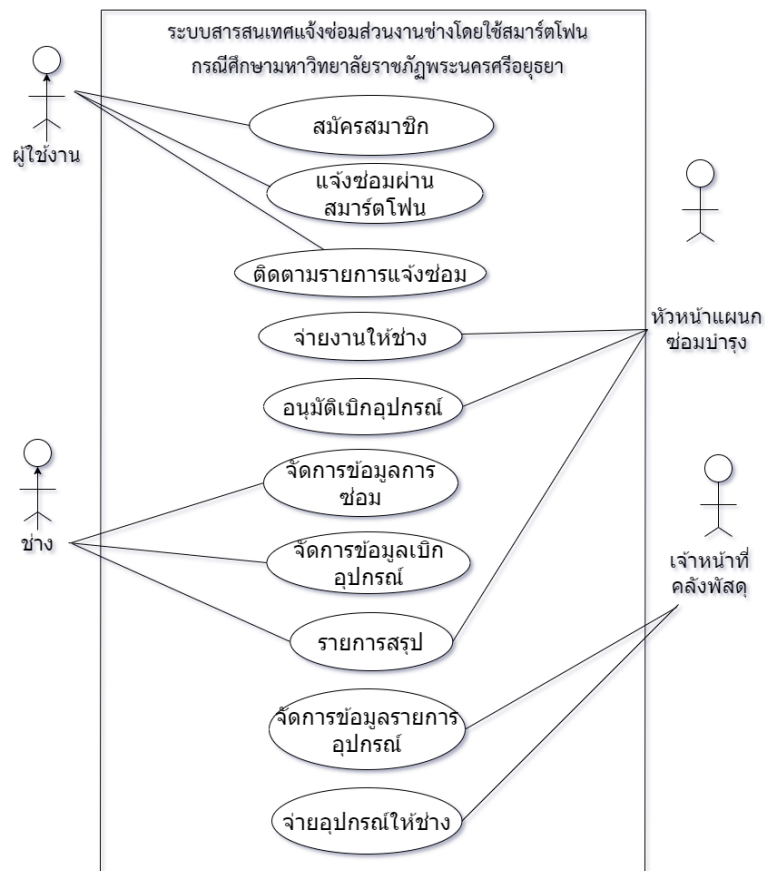 ระบบสารสนเทศแจ้งซ่อมส่วนงานช่างโดยใช้สมาร์ตโฟน
กรณีศึกษามหาวิทยาลัยราชภัฏพระนครศรีอยุธยา
ผู้ใช้งาน
สมัครสมาชิก
แจ้งซ่อมผ่าน
สมาร์ตโฟน
ติดตามรายการแจ้งซ่อม
จ่ายงานให้ช่าง
หัวหน้าแผนก
ซ่อมบำรุง
อนุมัติเบิกอุปกรณ์
จัดการข้อมูลการ
ซ่อม
ช่าง
จัดการข้อมูลเบิก
อุปกรณ์
เจ้าหน้าที่
คลังพัสดุ
รายการสรุป
จัดการข้อมูลรายการ
อุปกรณ์
จ่ายอุปกรณ์ให้ช่าง